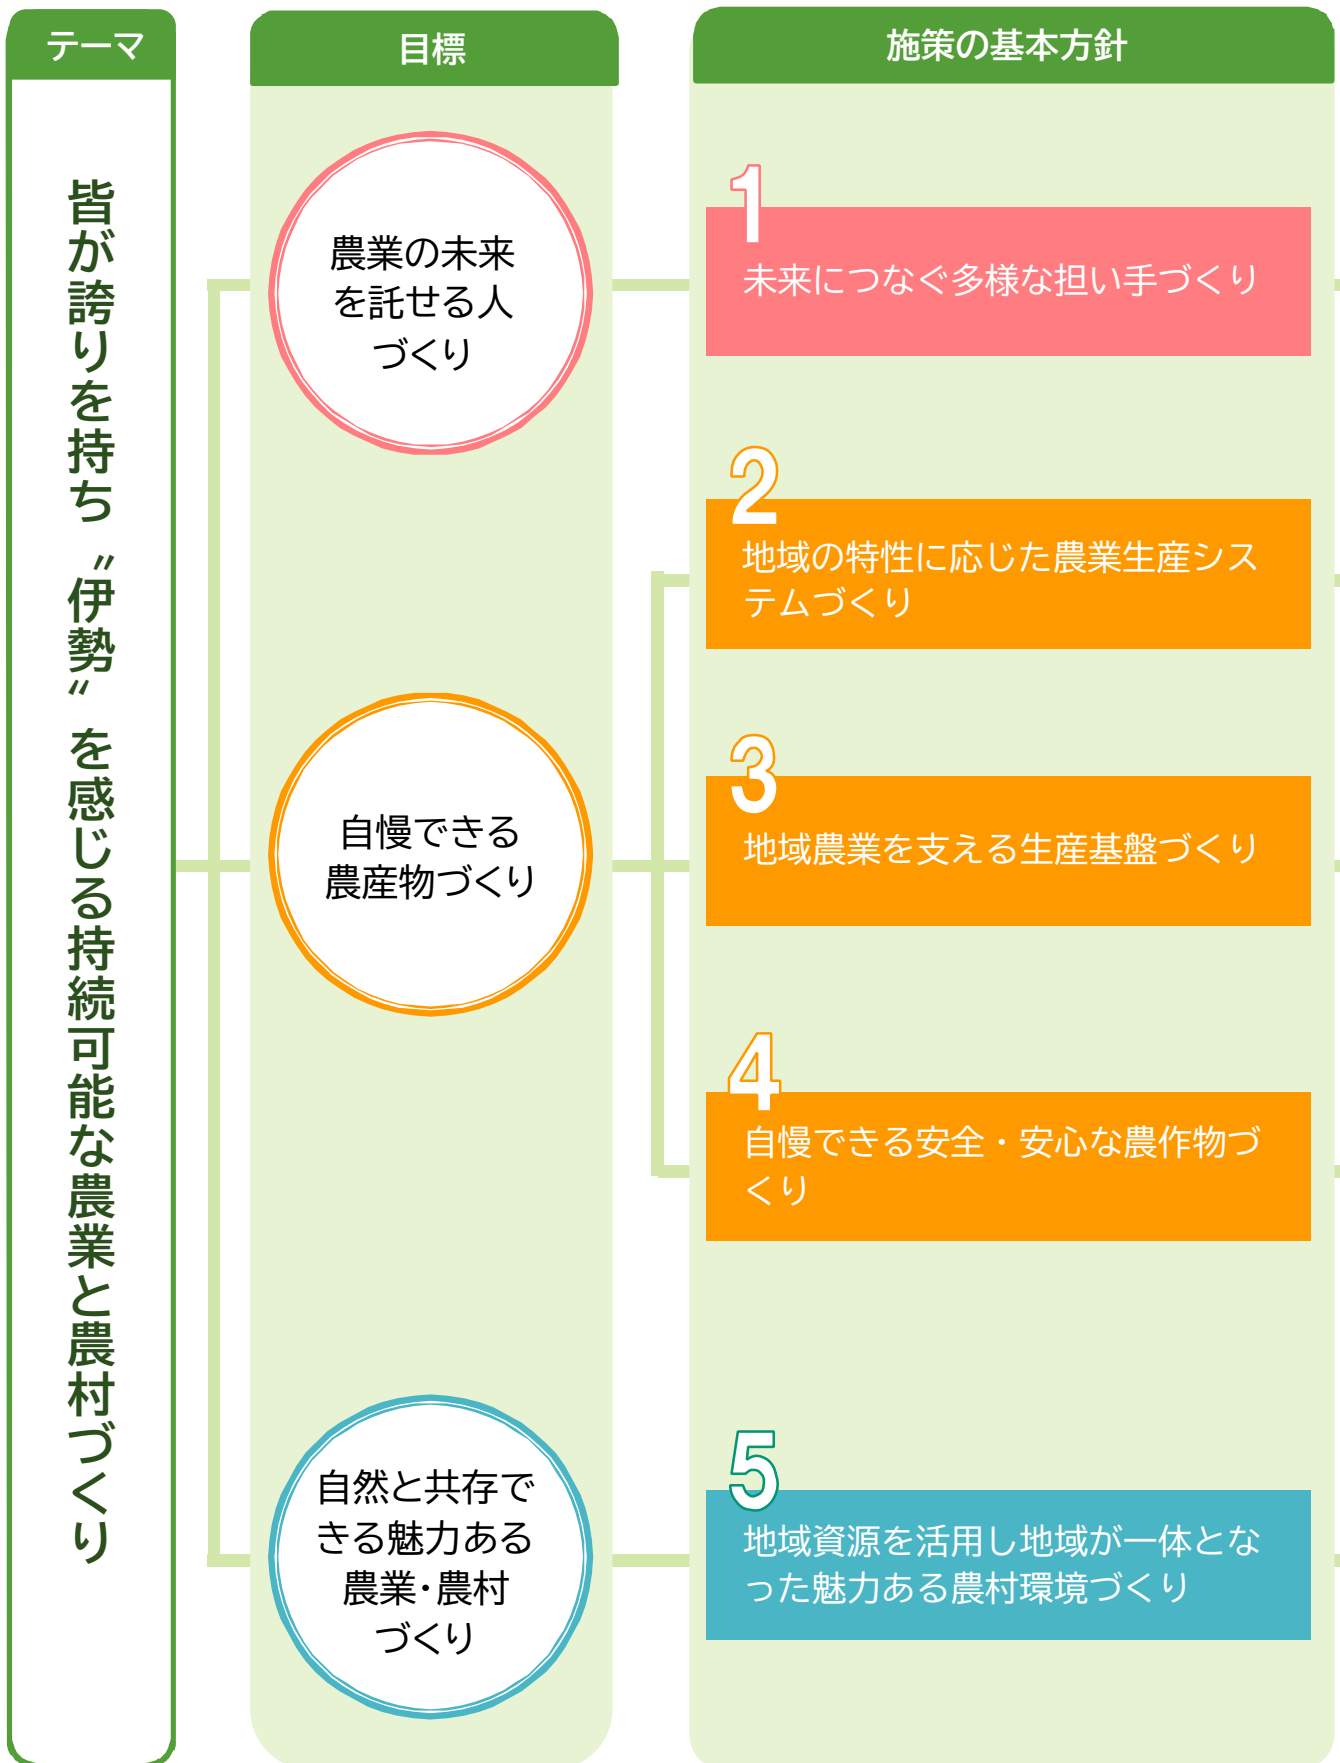 テーマ
皆が誇りを持ち〝伊勢〟を感じる持続可能な農業と農村づくり
目標
農業の未来
を託せる人
づくり
自慢できる
農産物づくり
自然と共存で
きる魅力ある
農業・農村
づくり
施策の基本方針
1
未来につなぐ多様な担い手づくり
2
地域の特性に応じた農業生産シス
テムづくり
3
地域農業を支える生産基盤づくり
4
自慢できる安全・安心な農作物づ
くり
5
地域資源を活用し地域が一体とな
った魅力ある農村環境づくり